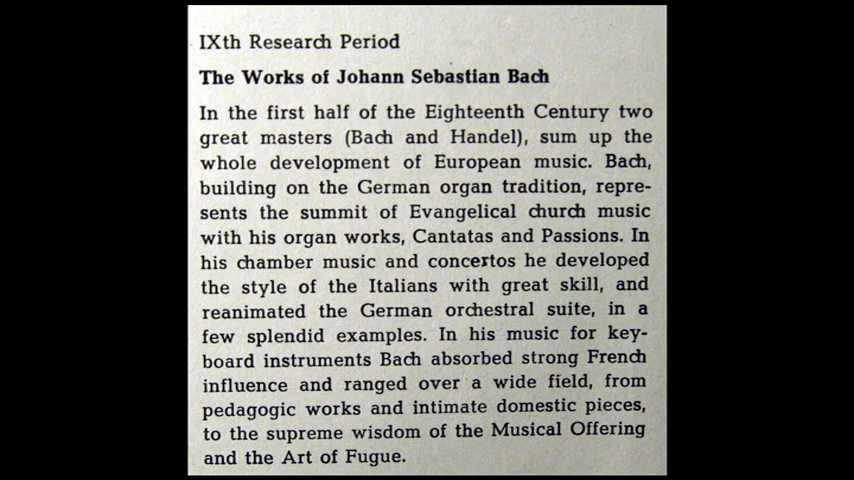 IXth Research Period
The Works of Johann Sebastian Bach
In the first half of the Eighteenth Century two
great masters (Bach and Handel), sum up the
whole development of European music. Bach,
building on the German organ tradition, repre-
sents the summit of Evangelical church music
with his organ works, Cantatas and Passions. In
his chamber music and concertos he developed
the style of the Italians with great skill, and
reanimated the German orchestral suite, in a
few splendid examples. In his music for key-
board instruments Bach absorbed strong French
influence and ranged over a wide field, from
pedagogic works and intimate domestic pieces,
to the supreme wisdom of the Musical Offering
and the Art of Fugue.